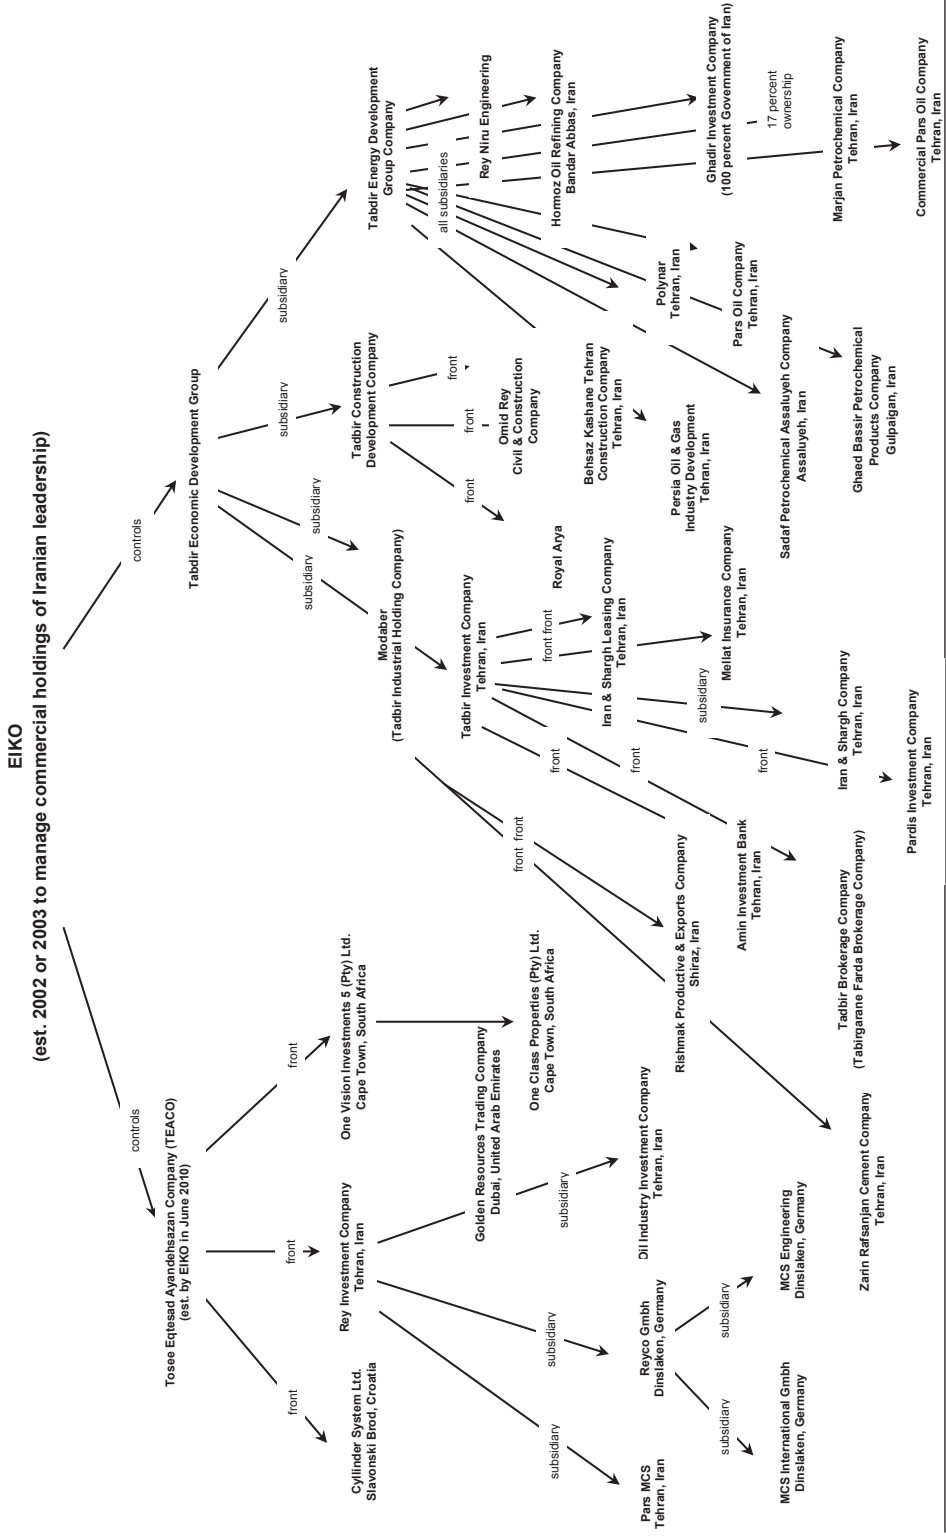 EIKO
(est. 2002 or 2003 to manage commercial holdings of Iranian leadership)
controls
controls
Tosee Eqtesad Ayandehsazan Company (TEACO)
(est. by EIKO in June 2010)
Tabdir Economic Development Group
front
front
front
subsidiary
subsidiary
subsidiary
subsidiary
Cyllinder System Ltd.
Slavonski Brod, Croatia
Rey Investment Company
Tehran, Iran
One Vision Investments 5 (Pty) Ltd.
Cape Town, South Africa
Modaber
(Tadbir Industrial Holding Company)
Tadbir Construction
Development Company
Tabdir Energy Development
Group Company
Tadbir Investment Company
Tehran, Iran
front
front
front
all subsidiaries
Rey Niru Engineering
Golden Resources Trading Company
Dubai, United Arab Emirates
One Class Properties (Pty) Ltd.
Cape Town, South Africa
front
front
Royal Arya
Omid Rey
Civil & Construction
Company
Hormoz Oil Refining Company
Bandar Abbas, Iran
subsidiary
subsidiary
subsidiary
front
front
front
Iran & Shargh Leasing Company
Tehran, Iran
Behsaz Kashane Tehran
Construction Company
Tehran, Iran
Pars MCS
Tehran, Iran
Reyco Gmbh
Dinslaken, Germany
Oil Industry Investment Company
Tehran, Iran
front
Rishmak Productive & Exports Company
Shiraz, Iran
Persia Oil & Gas
Industry Development
Tehran, Iran
Polynar
Tehran, Iran
Ghadir Investment Company
(100 percent Government of Iran)
subsidiary
subsidiary
subsidiary
Amin Investment Bank
Tehran, Iran
Mellat Insurance Company
Tehran, Iran
Pars Oil Company
Tehran, Iran
17 percent
ownership
front
MCS International Gmbh
Dinslaken, Germany
MCS Engineering
Dinslaken, Germany
Sadaf Petrochemical Assaluyeh Company
Assaluyeh, Iran
Marjan Petrochemical Company
Tehran, Iran
Zarin Rafsanjan Cement Company
Tehran, Iran
Tadbir Brokerage Company
(Tabirgarane Farda Brokerage Company)
Iran & Shargh Company
Tehran, Iran
Ghaed Bassir Petrochemical
Products Company
Gulpaigan, Iran
Pardis Investment Company
Tehran, Iran
Commercial Pars Oil Company
Tehran, Iran